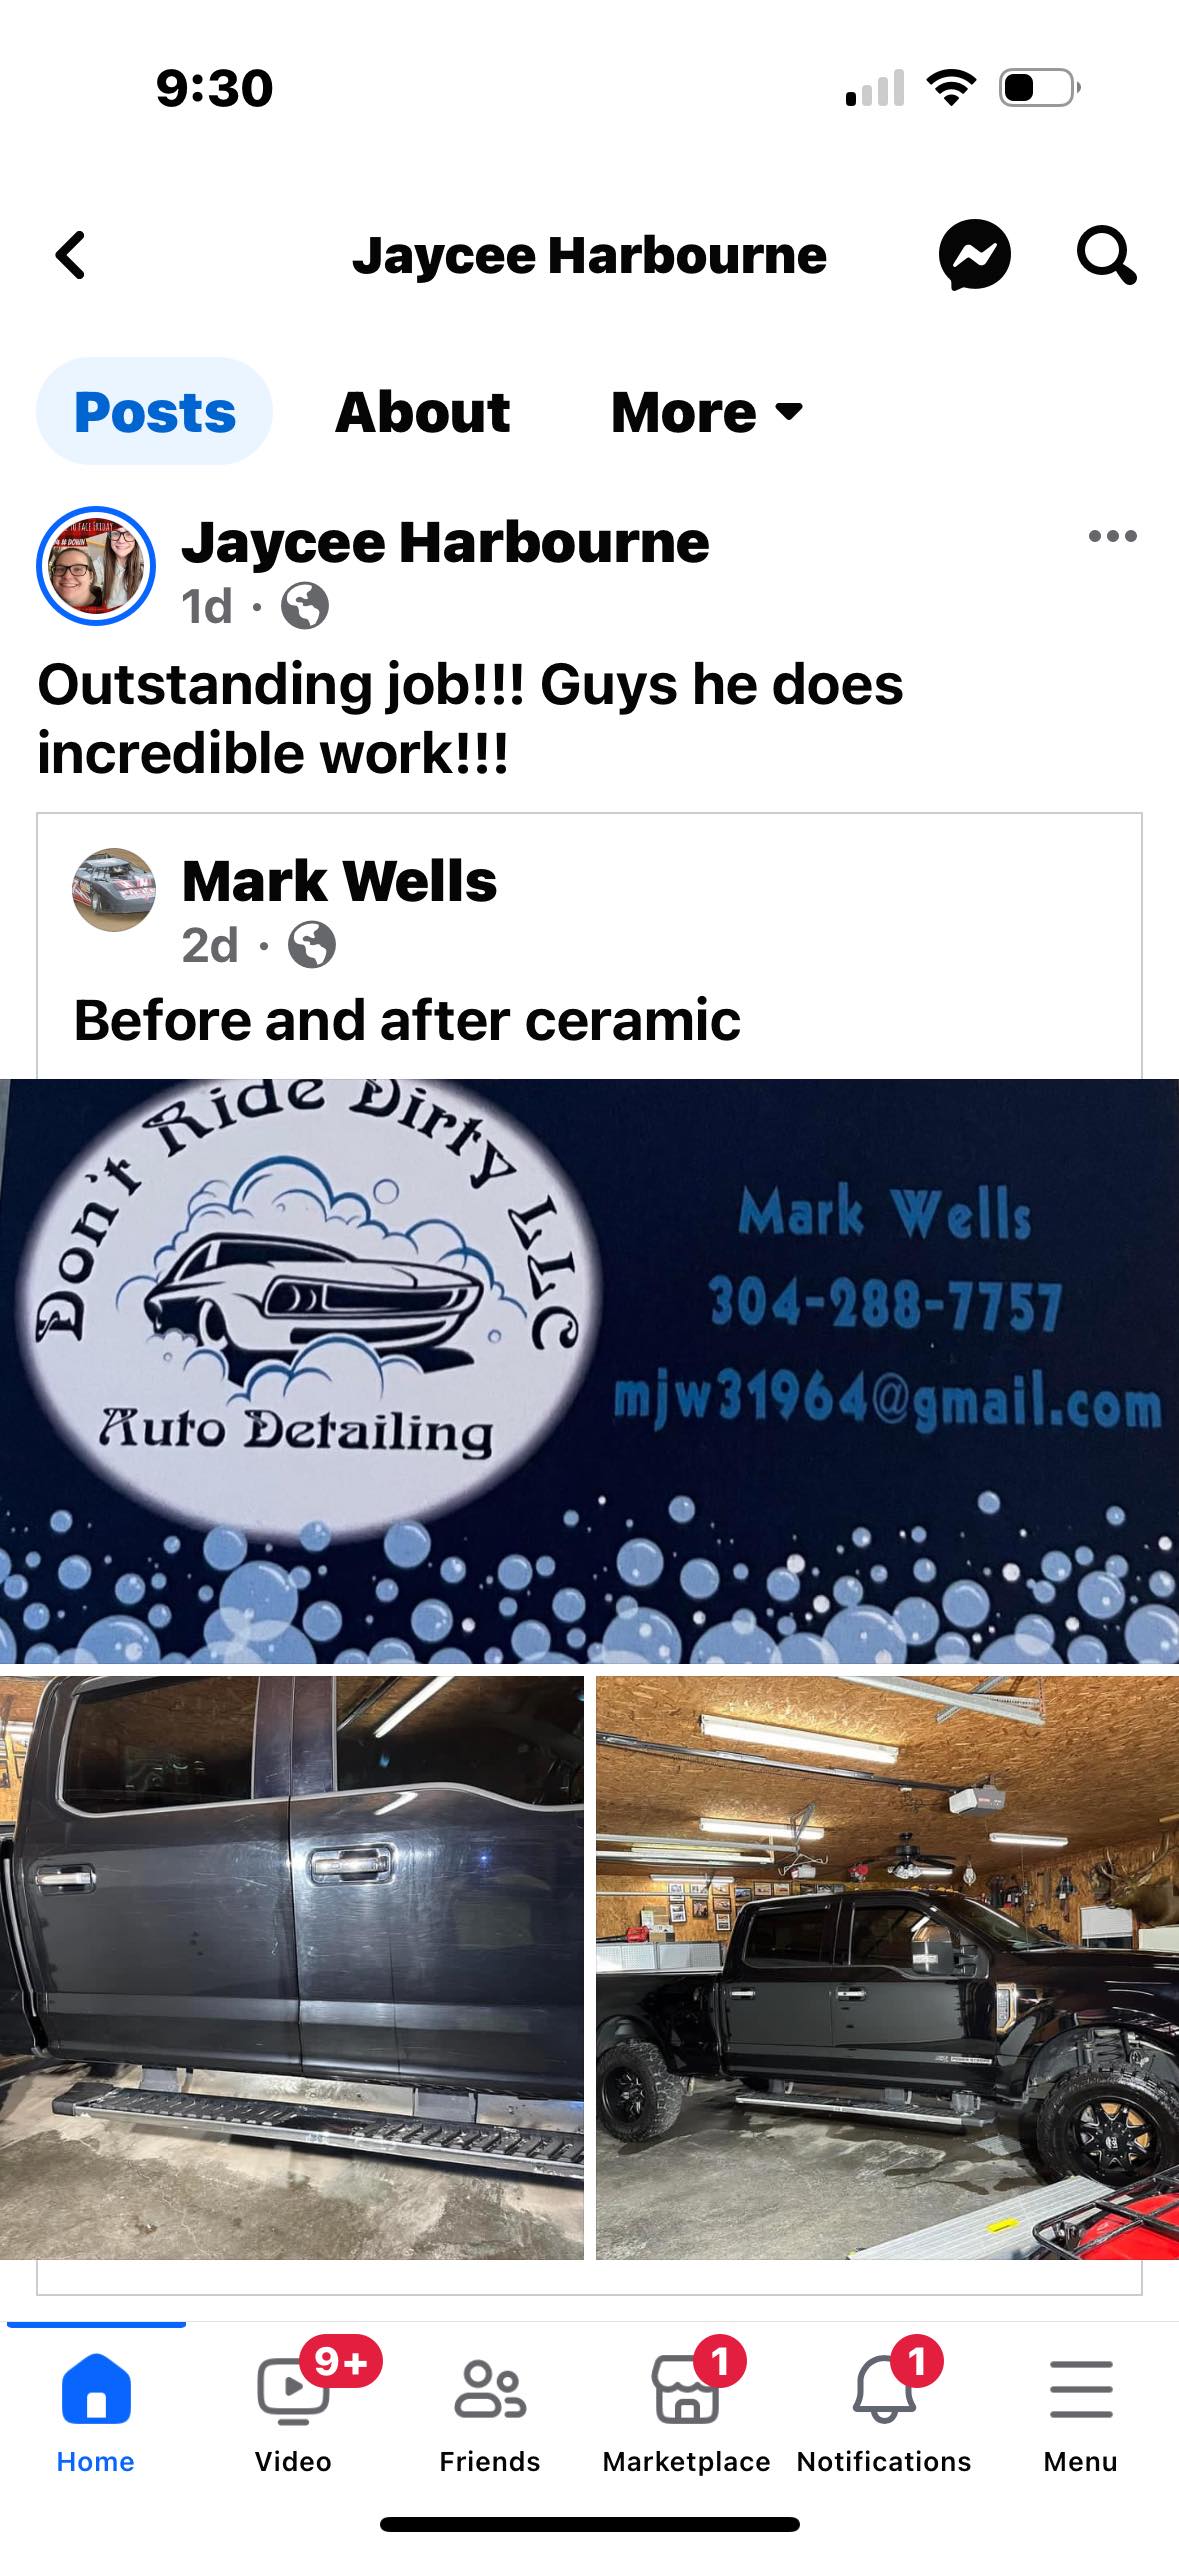 9:30
Jaycee Harbourne
Posts About More
Jaycee Harbourne
1d ·
Outstanding job!!! Guys he does
incredible work!!!
Mark Wells
2d ·
Before and after ceramic
Don't Ride Dirty LLC
Auto Detailing
Mark Wells
304-288-7757
mjw31964@gmail.com
9+ 1 1
Home Video Friends Marketplace Notifications Menu